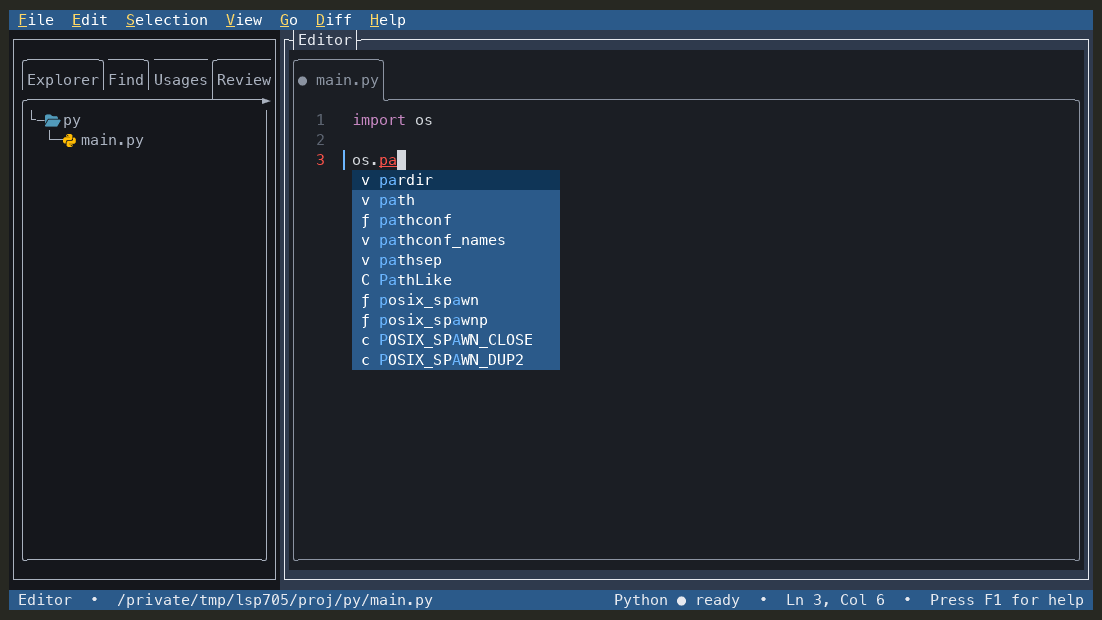 File Edit Selection View Go Diff Help
Editor
Explorer Find Usages Review
● main.py
py
main.py
1 import os
2
3 os.pa
v pardir
v path
ƒ pathconf
v pathconf_names
v pathsep
C PathLike
ƒ posix_spawn
ƒ posix_spawnp
c POSIX_SPAWN_CLOSE
c POSIX_SPAWN_DUP2
Editor • /private/tmp/lsp705/proj/py/main.py Python ● ready • Ln 3, Col 6 • Press F1 for help